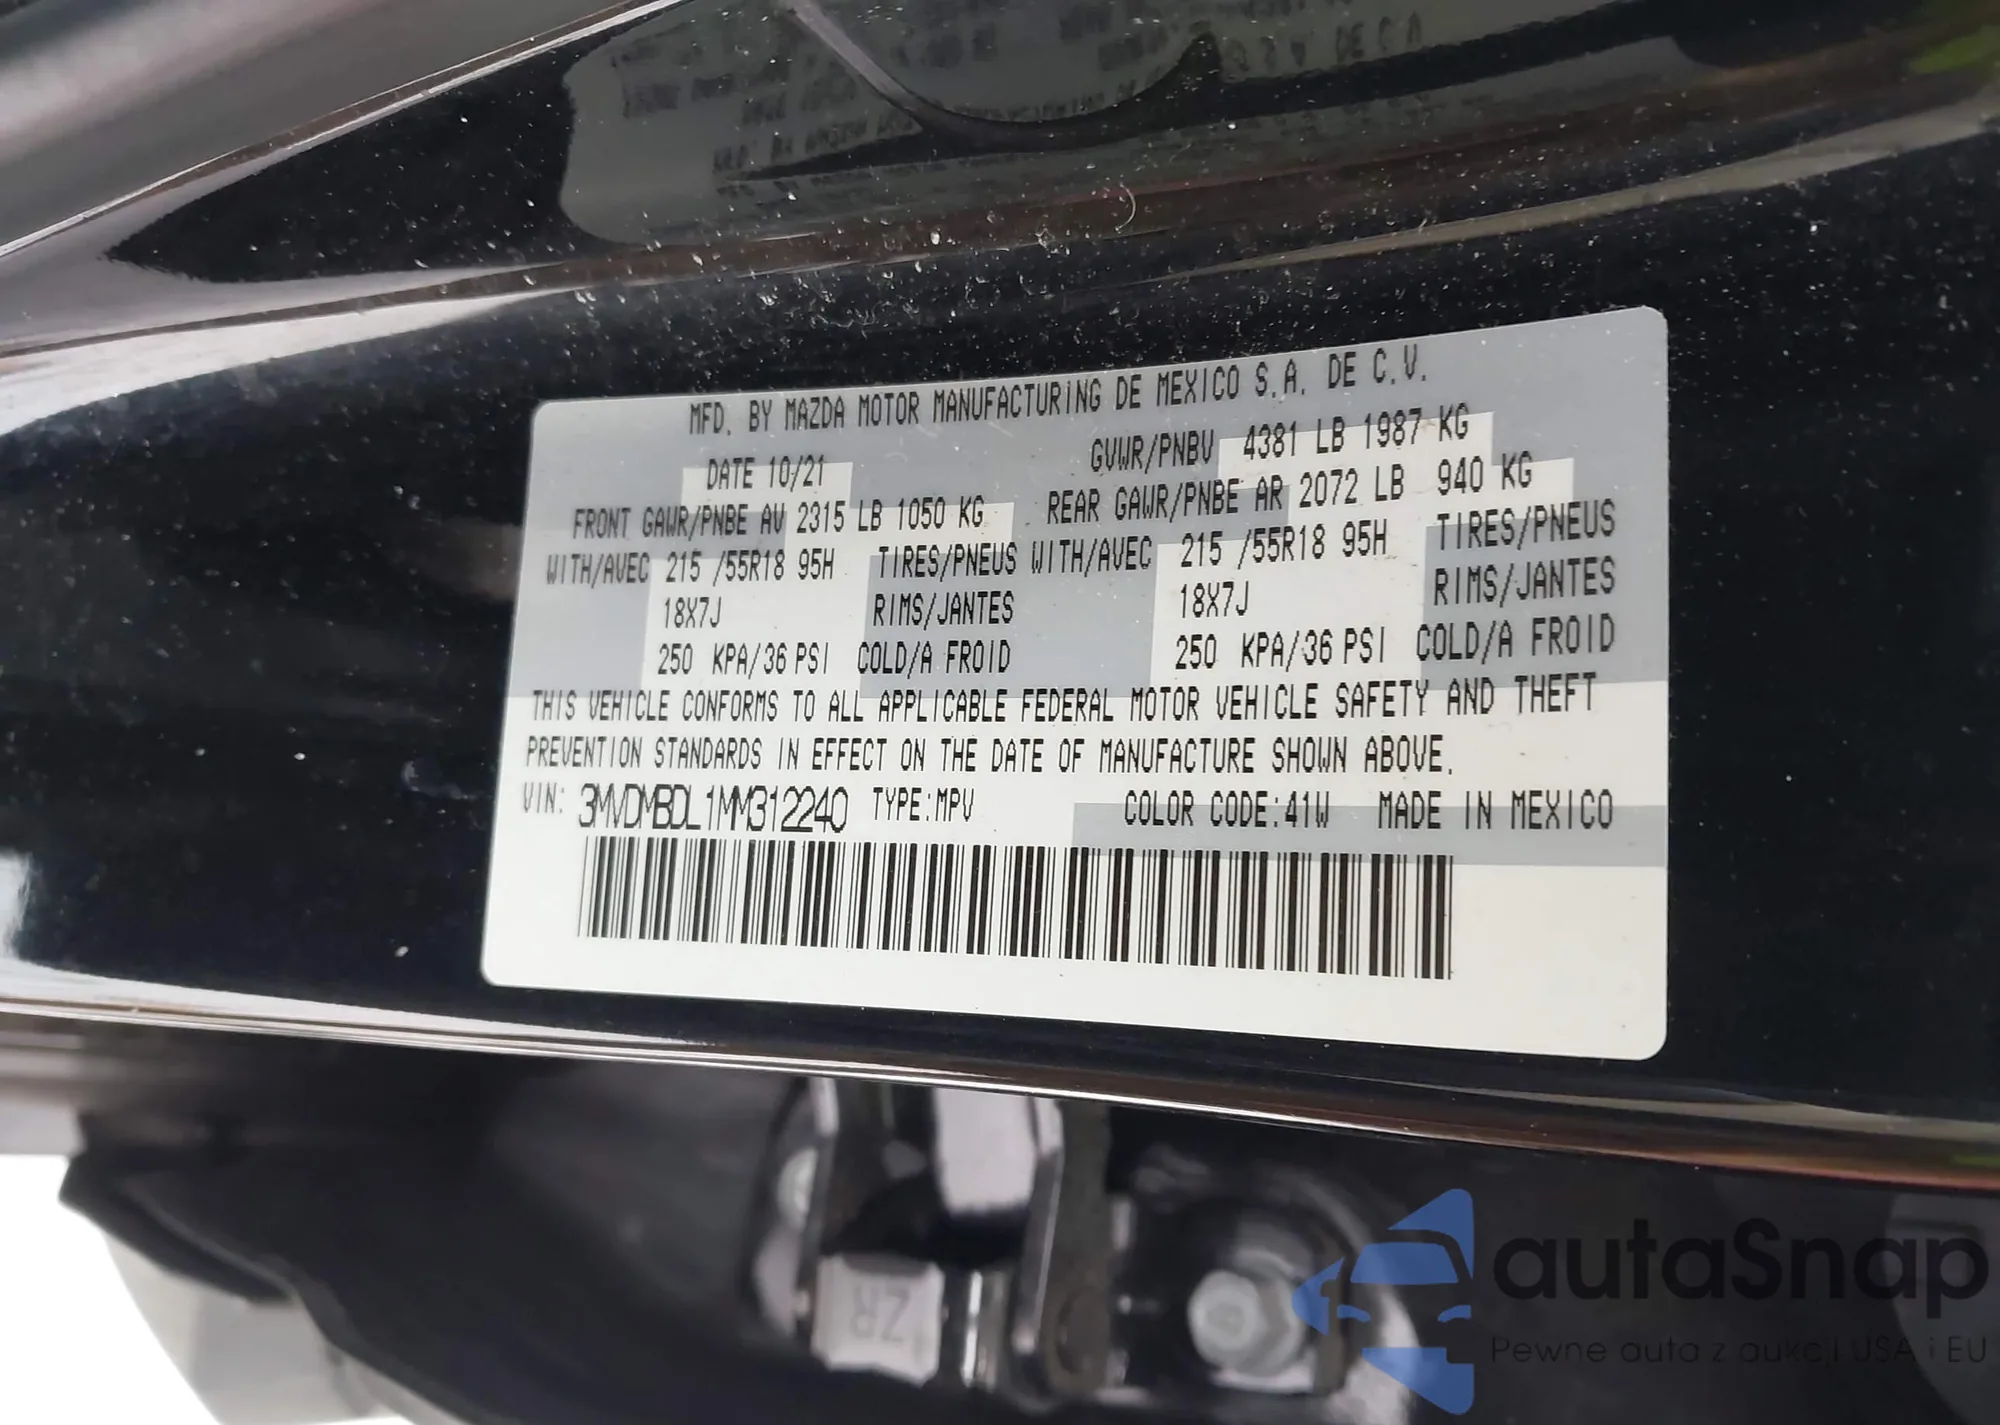 MFD. BY MAZDA MOTOR MANUFACTURING DE MEXICO S.A. DE C.V.
DATE 10/21 GVWR/PNBV 4381 LB 1987 KG
FRONT GAWR/PNBE AV 2315 LB 1050 KG REAR GAWR/PNBE AR 2072 LB 940 KG
WITH/AVEC 215 /55R18 95H TIRES/PNEUS WITH/AVEC 215 /55R18 95H TIRES/PNEUS
18X7J RIMS/JANTES 18X7J RIMS/JANTES
250 KPA/36 PSI COLD/A FROID 250 KPA/36 PSI COLD/A FROID
THIS VEHICLE CONFORMS TO ALL APPLICABLE FEDERAL MOTOR VEHICLE SAFETY AND THEFT
PREVENTION STANDARDS IN EFFECT ON THE DATE OF MANUFACTURE SHOWN ABOVE.
VIN: 3MVDMBDL1MM312240 TYPE:MPV COLOR CODE:41W MADE IN MEXICO
ZR
autaSnap
Pewne auta z aukcji USA i EU